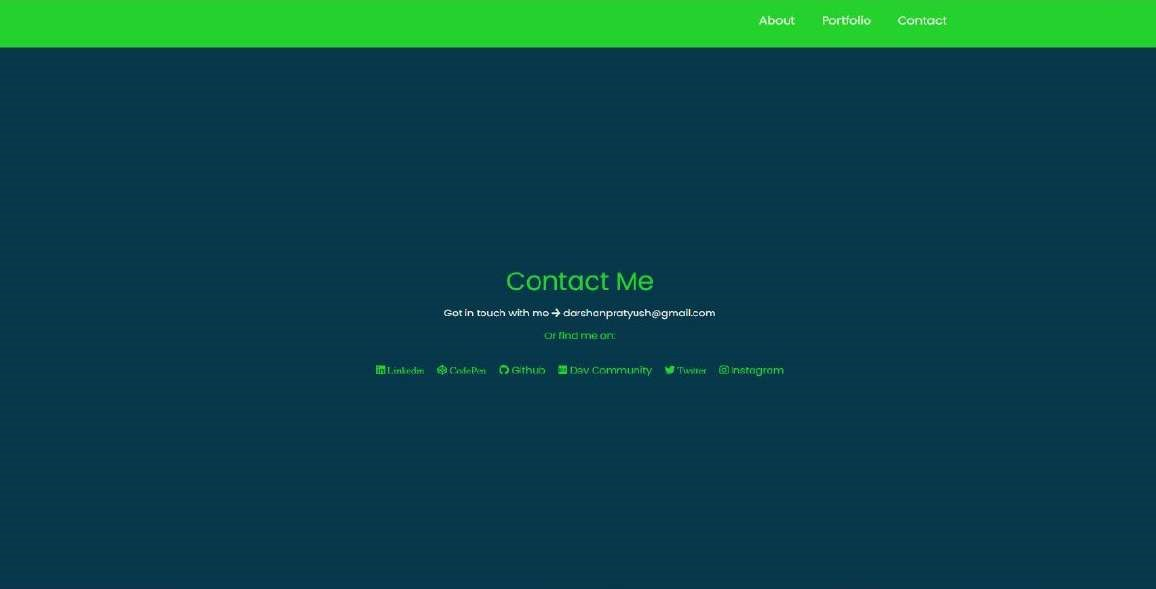 About Portfolio Contact
Contact Me
Get in touch with me → darshanpratyush@gmail.com
Or find me on:
Linkedin CodePen Github Dev Community Twitter Instagram